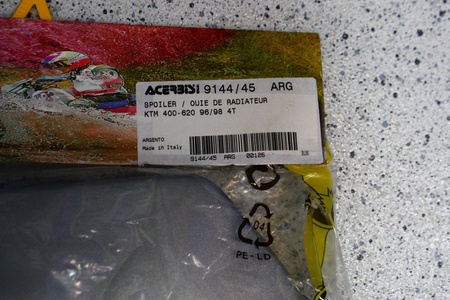 ACERBIS 9144/45 ARG
SPOILER / OUIE DE RADIATEUR
KTM 400-620 96/98 4T
ARGENTO
Made in Italy
9144/45 ARG 00126
04
PE-LD